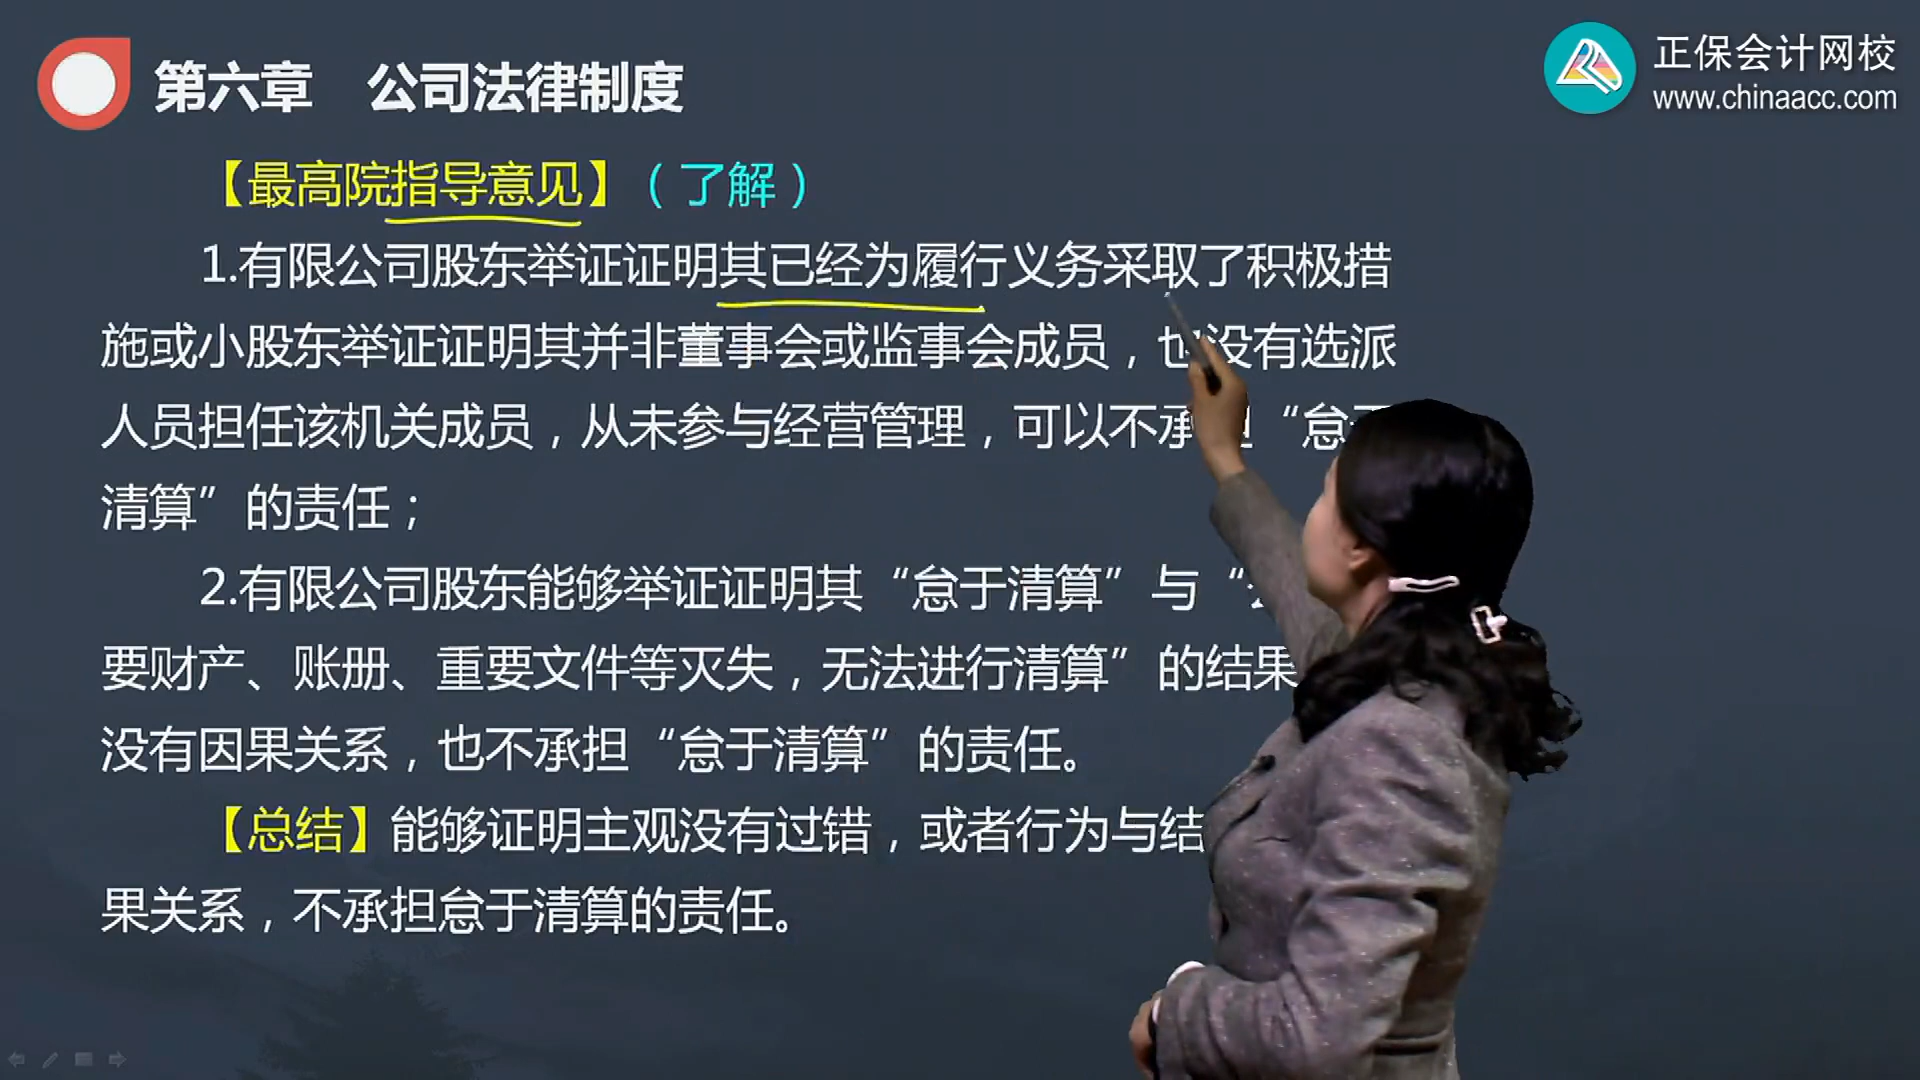 第六章 公司法律制度
正保会计网校
www.chinaacc.com
【最高院指导意见】（了解）
1.有限公司股东举证证明其已经为履行义务采取了积极措
施或小股东举证证明其并非董事会或监事会成员，也没有选派
人员担任该机关成员，从未参与经营管理，可以不承担“怠
清算”的责任；
2.有限公司股东能够举证证明其“怠于清算”与“
要财产、账册、重要文件等灭失，无法进行清算”的结果
没有因果关系，也不承担“怠于清算”的责任。
【总结】能够证明主观没有过错，或者行为与结
果关系，不承担怠于清算的责任。